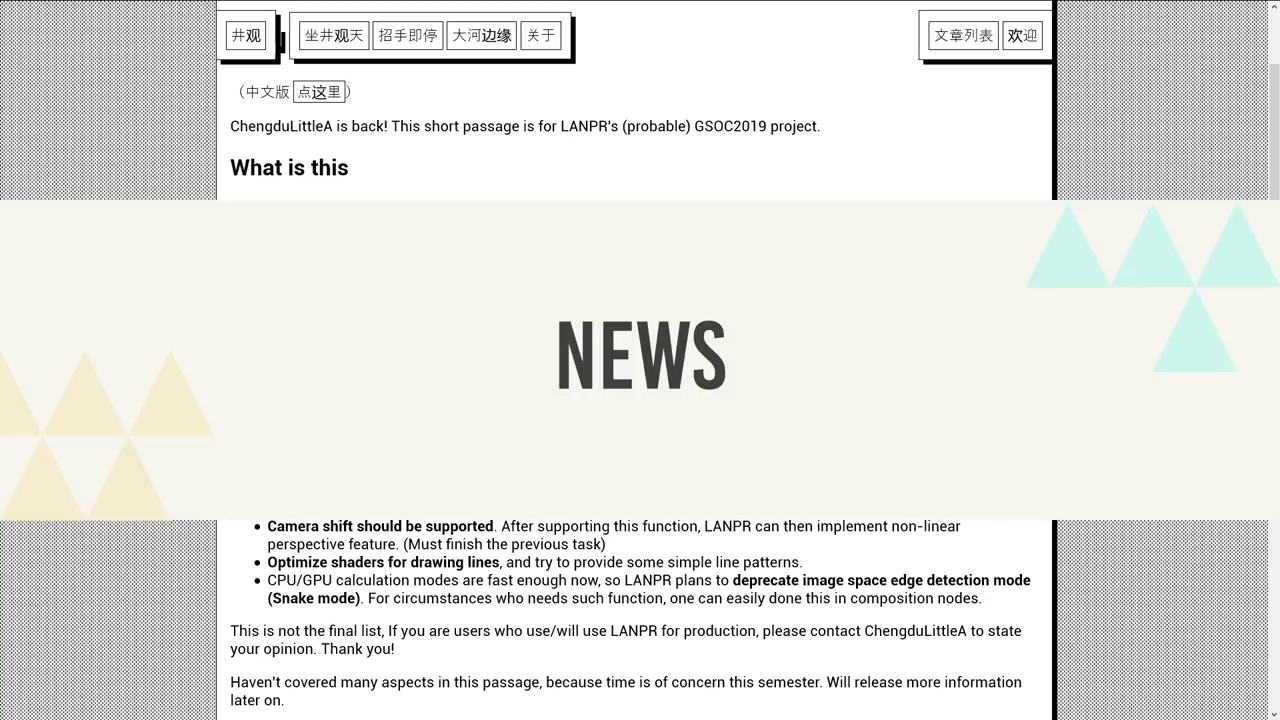 井观
坐井观天 招手即停 大河边缘 关于
文章列表 欢迎
（中文版 点这里）
ChengduLittleA is back! This short passage is for LANPR's (probable) GSOC2019 project.
What is this
NEWS
• Camera shift should be supported. After supporting this function, LANPR can then implement non-linear
perspective feature. (Must finish the previous task)
• Optimize shaders for drawing lines, and try to provide some simple line patterns.
• CPU/GPU calculation modes are fast enough now, so LANPR plans to deprecate image space edge detection mode
(Snake mode). For circumstances who needs such function, one can easily done this in composition nodes.
This is not the final list, If you are users who use/will use LANPR for production, please contact ChengduLittleA to state
your opinion. Thank you!
Haven't covered many aspects in this passage, because time is of concern this semester. Will release more information
later on.